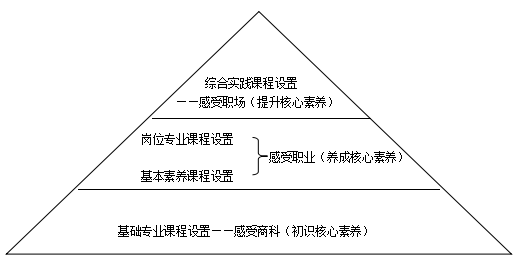 综合实践课程设置
——感受职场（提升核心素养）
岗位专业课程设置
感受职业（养成核心素养）
基本素养课程设置
基础专业课程设置——感受商科（初识核心素养）